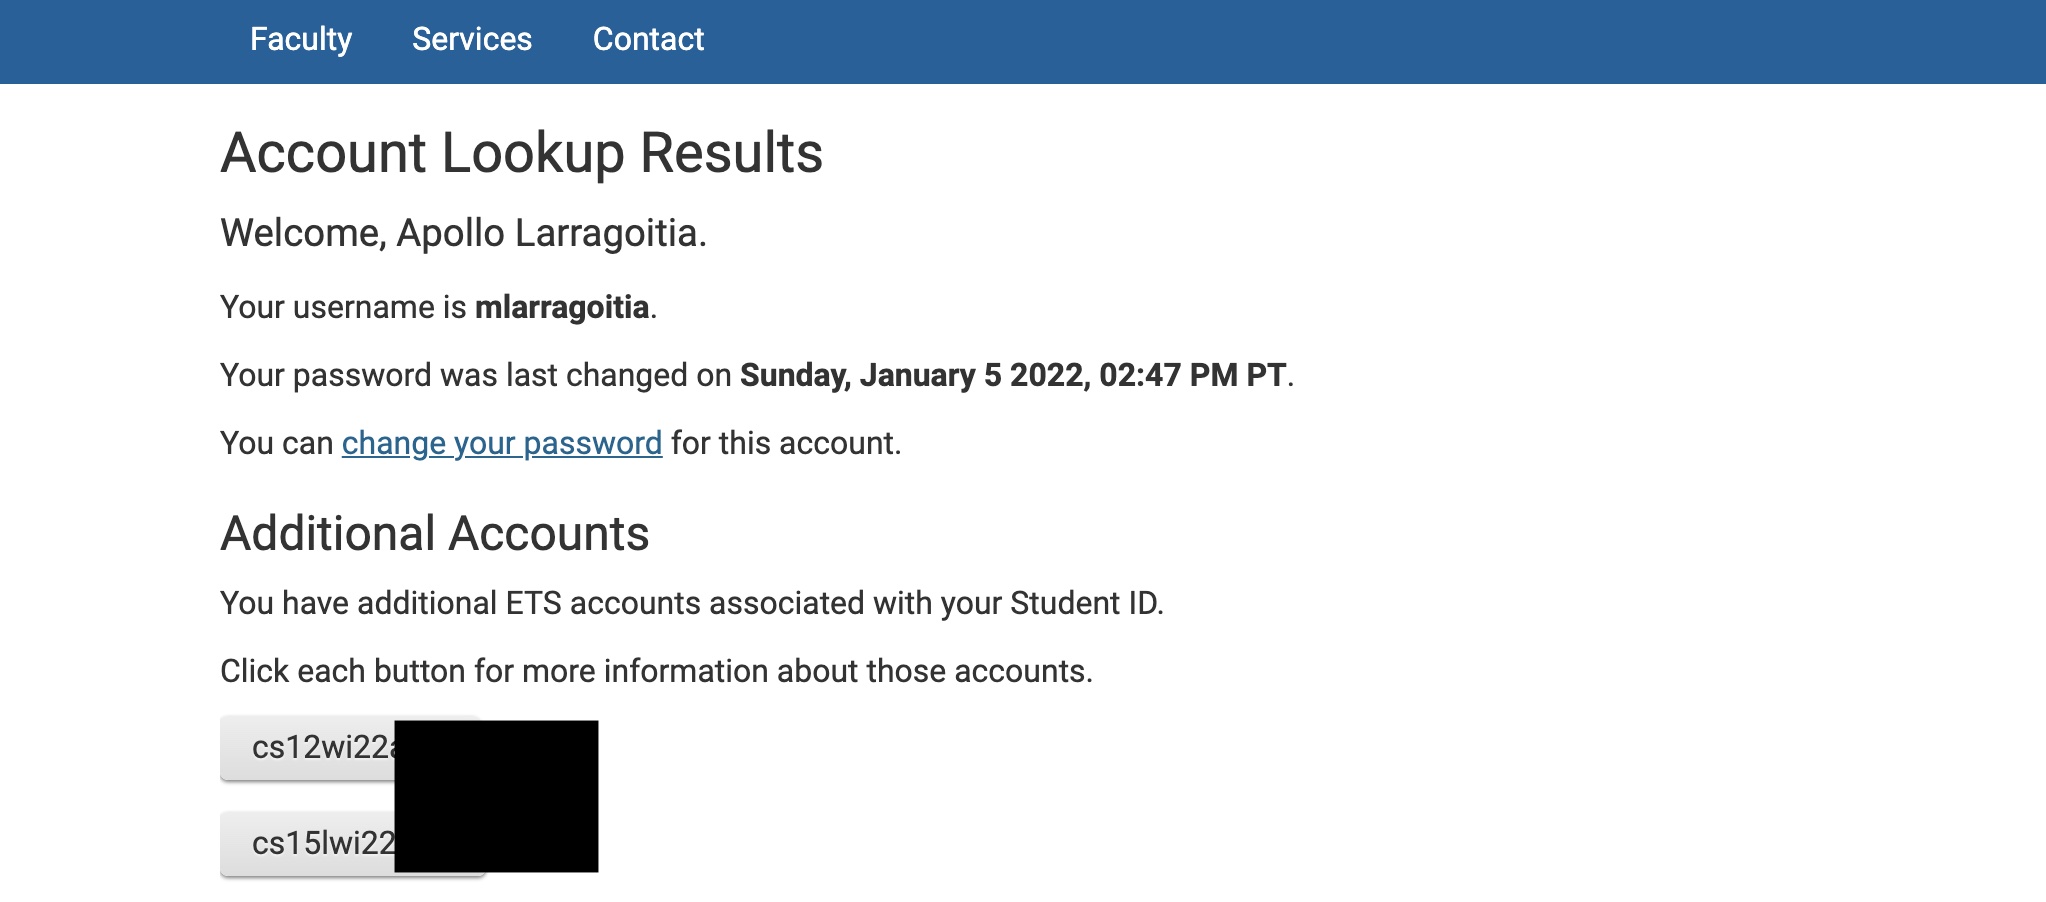 Faculty Services Contact
Account Lookup Results
Welcome, Apollo Larragoitia.
Your username is mlarragoitia.
Your password was last changed on Sunday, January 5 2022, 02:47 PM PT.
You can change your password for this account.
Additional Accounts
You have additional ETS accounts associated with your Student ID.
Click each button for more information about those accounts.
cs12wi22a
cs15lwi22